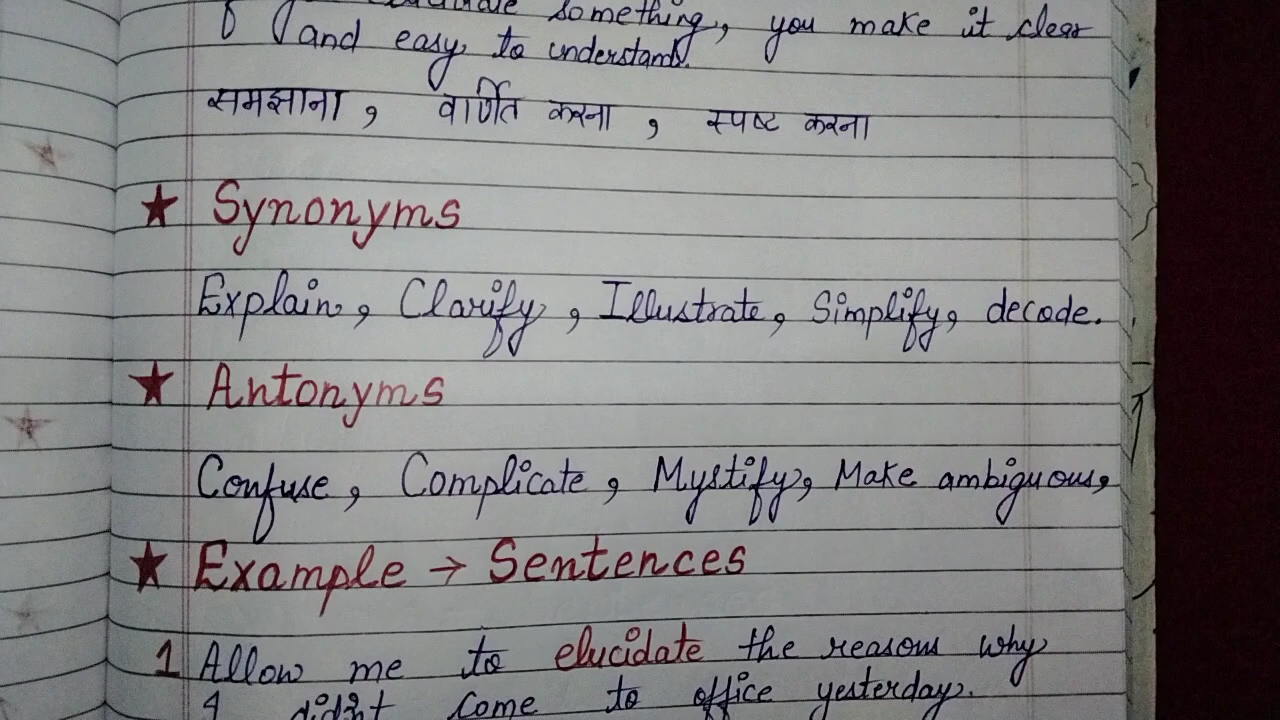 something, you make it clear
and easy to understand.
समझाना, वार्णित करना, स्पष्ट करना
★ Synonyms
Explain, Clarify, Illustrate, Simplify, decode.
★ Antonyms
Confuse, Complicate, Mystify, Make ambiguous,
★ Example → Sentences
1 Allow me to elucidate the reasons why
I didn't come to office yesterday.